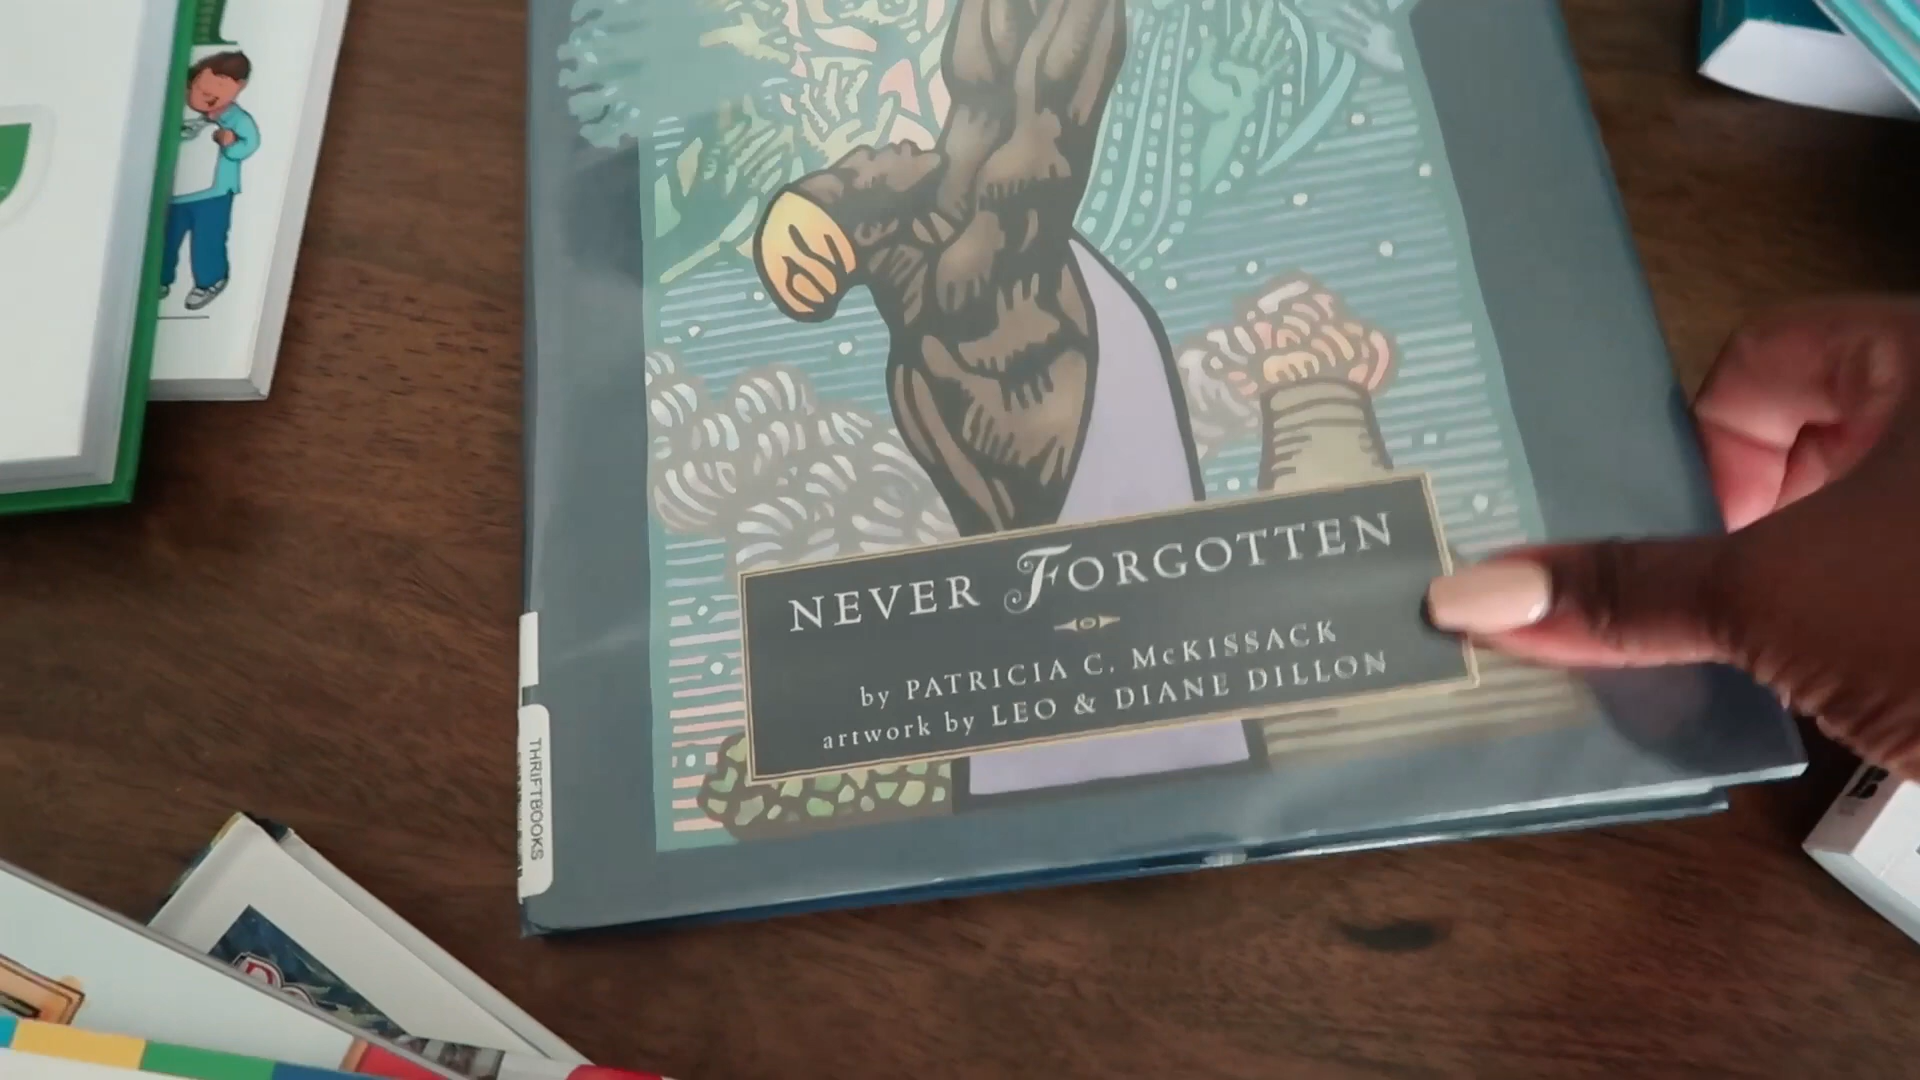 NEVER FORGOTTEN
by PATRICIA C. McKISSACK
artwork by LEO & DIANE DILLON
THRIFTBOOKS